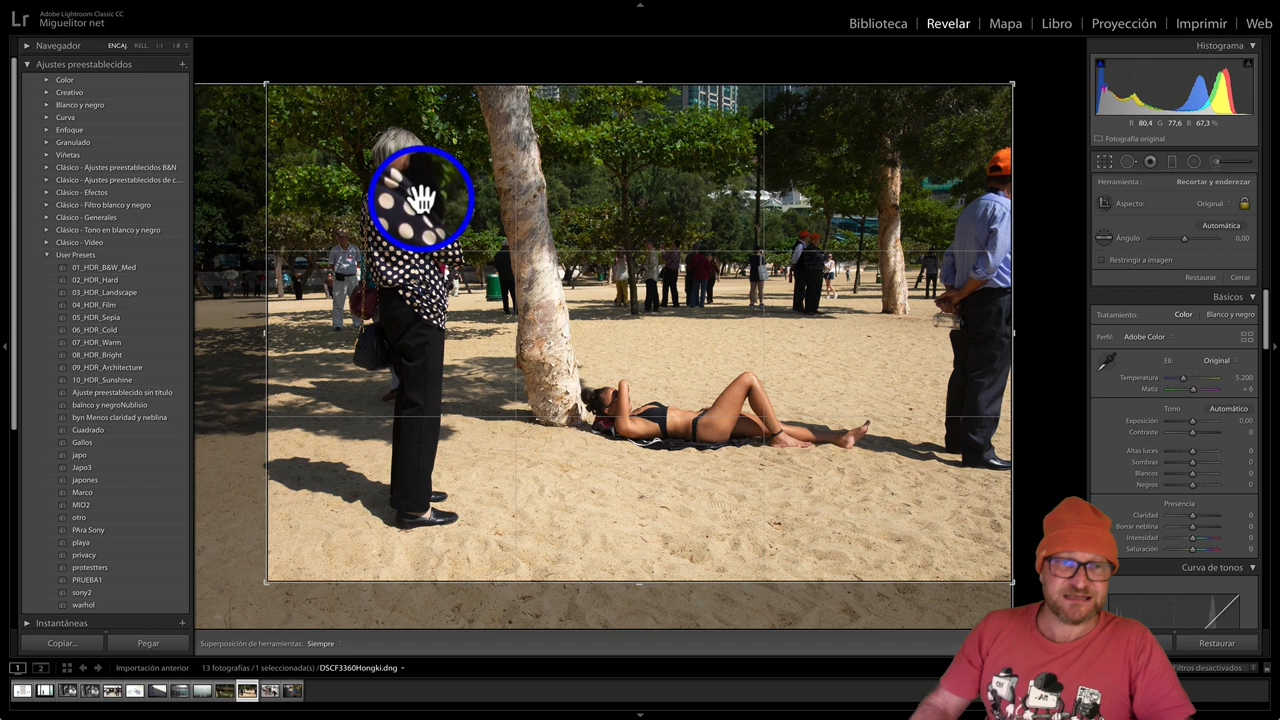 Lr Adobe Lightroom Classic CC
Miguelitor net
Biblioteca | Revelar | Mapa | Libro | Proyección | Imprimir | Web
Navegador ENCAJ. RELL. 1:1 1:8
Ajustes preestablecidos +
Color
Creativo
Blanco y negro
Curva
Enfoque
Granulado
Viñetas
Clásico - Ajustes preestablecidos B&N
Clásico - Ajustes preestablecidos de c...
Clásico - Efectos
Clásico - Filtro blanco y negro
Clásico - Generales
Clásico - Tono en blanco y negro
Clásico - Vídeo
User Presets
01_HDR_B&W_Med
02_HDR_Hard
03_HDR_Landscape
04_HDR_Film
05_HDR_Sepia
06_HDR_Cold
07_HDR_Warm
08_HDR_Bright
09_HDR_Architecture
10_HDR_Sunshine
Ajuste preestablecido sin título
balnco y negroNublisio
byn Menos claridad y neblina
Cuadrado
Gallos
japo
Japo3
japones
Marco
MIO2
otro
PAra Sony
playa
privacy
protestters
PRUEBA1
sony2
warhol
Instantáneas +
Copiar... Pegar
Superposición de herramientas: Siempre
Histograma
R 80,4 G 77,6 B 67,3 %
Fotografía original
Herramienta: Recortar y enderezar
Aspecto: Original
Automática
Ángulo 0,00
Restringir a imagen
Restaurar Cerrar
Básicos
Tratamiento: Color Blanco y negro
Perfil: Adobe Color
EB: Original
Temperatura 5.200
Matiz + 6
Tono Automático
Exposición 0,00
Contraste 0
Altas luces 0
Sombras 0
Blancos 0
Negros 0
Presencia
Claridad 0
Borrar neblina 0
Intensidad 0
Saturación 0
Curva de tonos
Restaurar
1 2 Importación anterior 13 fotografías / 1 seleccionada(s) / DSCF3360Hongki.dng
Filtros desactivados